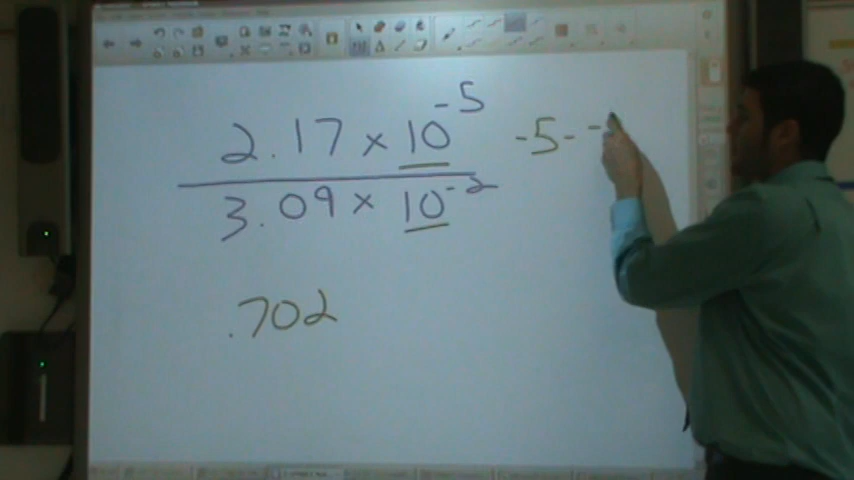 2.17 × 10⁻⁵
-5- -
3.09 × 10⁻²
.702